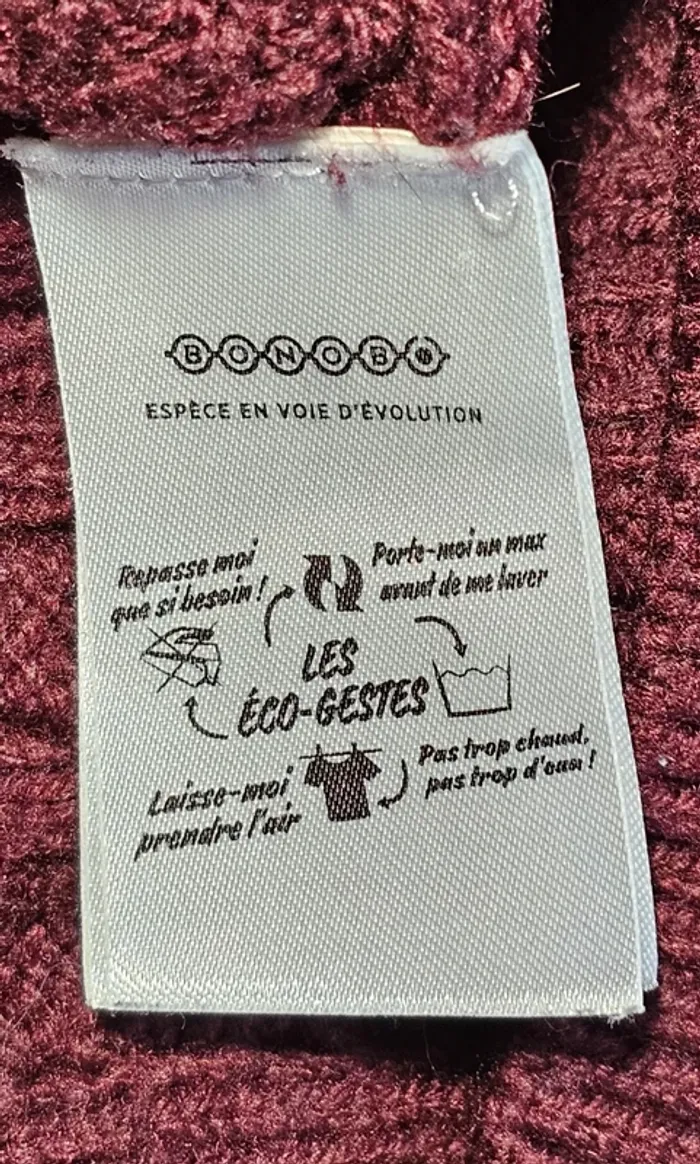 BONOBO
ESPÈCE EN VOIE D'ÉVOLUTION
Repasse moi
que si besoin !
Porte-moi un max
avant de me laver
LES
ÉCO-GESTES
Pas trop chaud,
pas trop d'eau !
Laisse-moi
prendre l'air